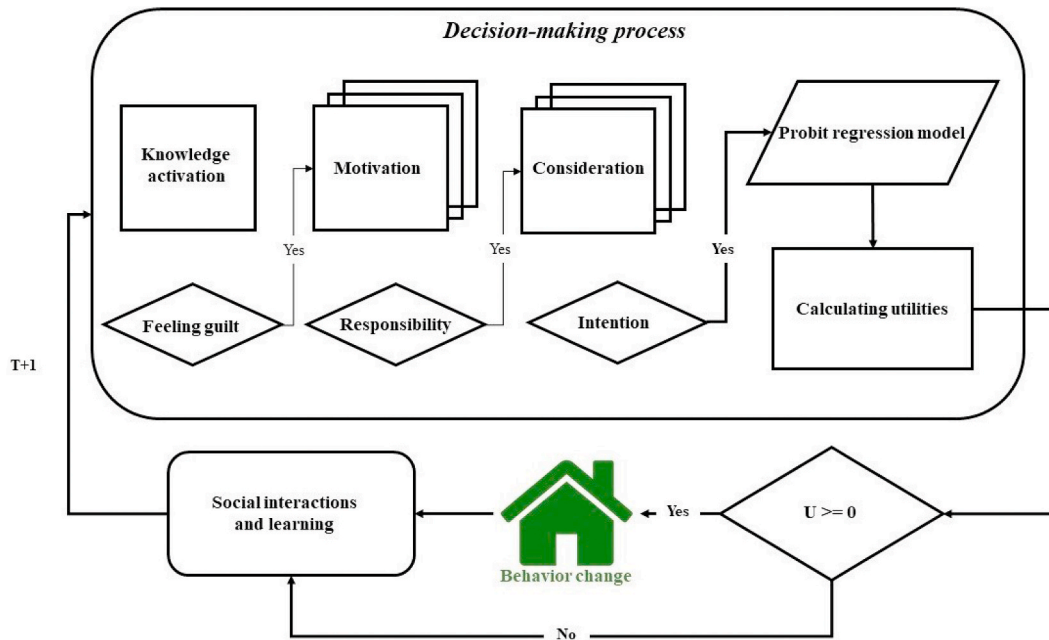 Decision-making process
Knowledge
activation
Motivation
Consideration
Probit regression model
Yes
Yes
Yes
Feeling guilt
Responsibility
Intention
Calculating utilities
T+1
Social interactions
and learning
Yes
U >= 0
Behavior change
No